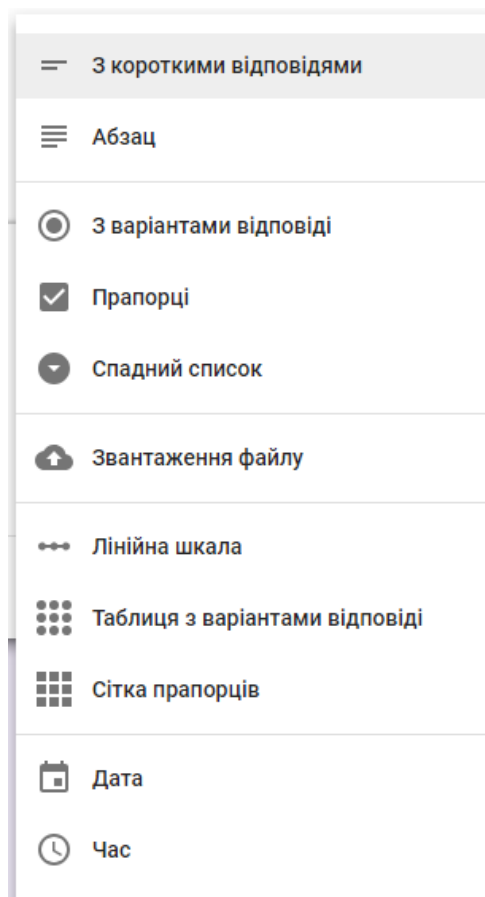 З короткими відповідями
Абзац
З варіантами відповіді
Прапорці
Спадний список
Звантаження файлу
Лінійна шкала
Таблиця з варіантами відповіді
Сітка прапорців
Дата
Час